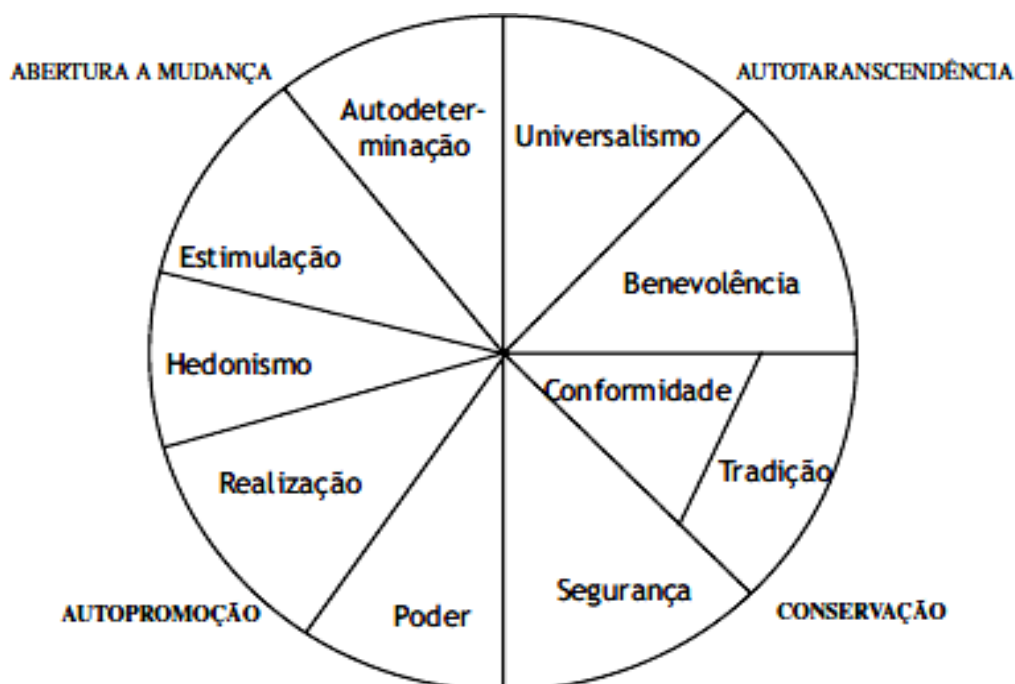 ABERTURA A MUDANÇA
AUTOTARANSCENDÊNCIA
Autodeter-
minação
Universalismo
Estimulação
Benevolência
Hedonismo
Conformidade
Realização
Tradição
Segurança
AUTOPROMOÇÃO
Poder
CONSERVAÇÃO